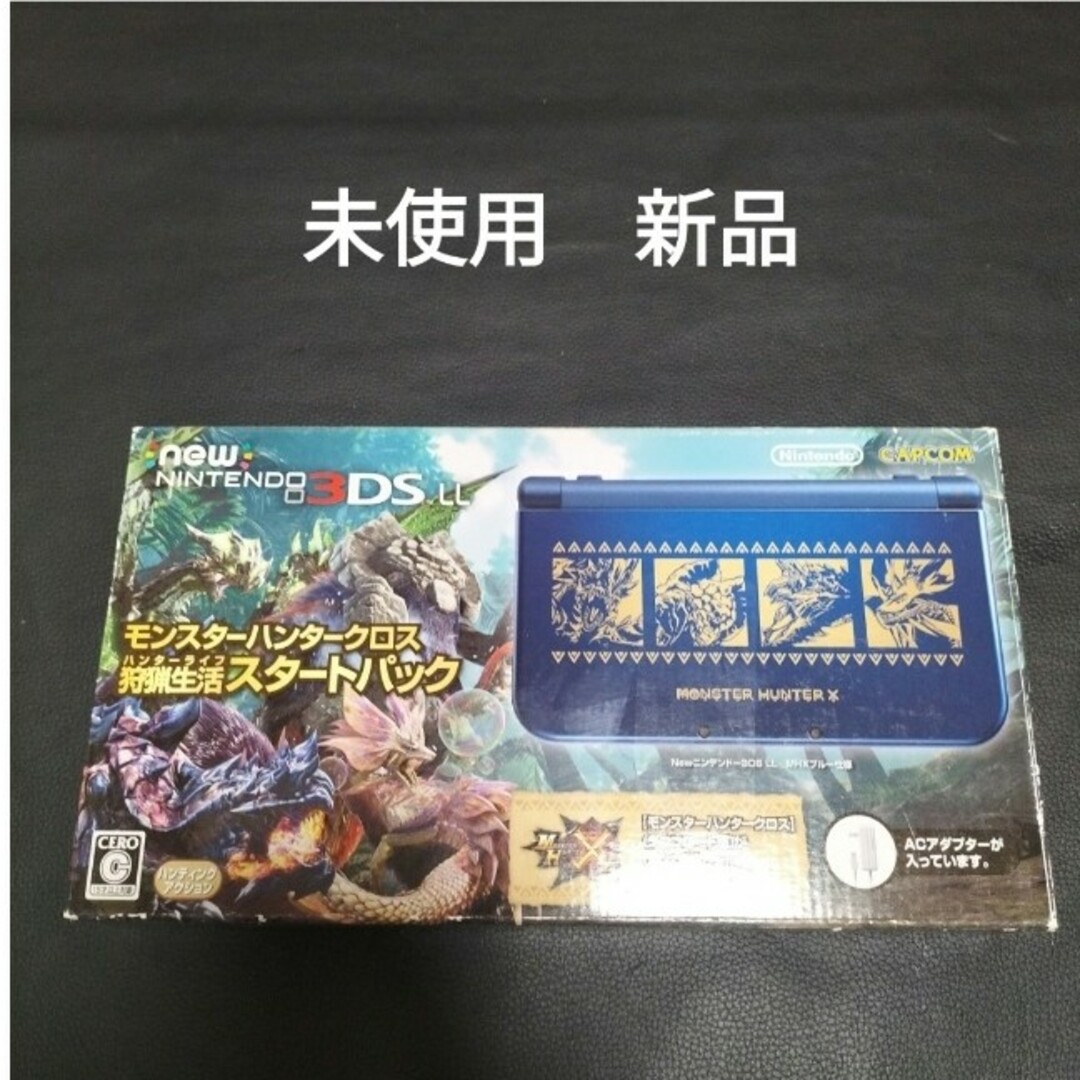 未使用　新品
new
NINTENDO 3DS LL
Nintendo
CAPCOM
モンスターハンタークロス
ハンターライフ
狩猟生活スタートパック
MONSTER HUNTER X
Newニンテンドー3DS LL MHXブルー仕様
MH
X
[モンスターハンタークロス]
ACアダプターが
入っています。
CERO
C
ハンティング
アクション